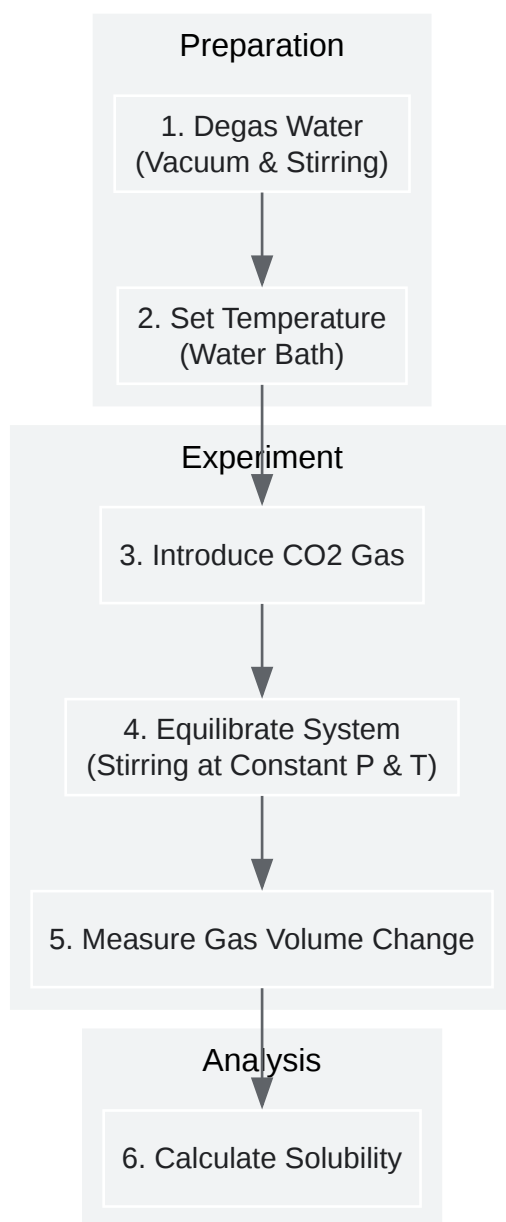 Preparation
1. Degas Water
(Vacuum & Stirring)
2. Set Temperature
(Water Bath)
Experiment
3. Introduce CO2 Gas
4. Equilibrate System
(Stirring at Constant P & T)
5. Measure Gas Volume Change
Analysis
6. Calculate Solubility